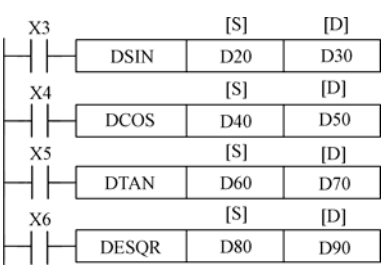 X3 [S] [D]
DSIN D20 D30
X4 [S] [D]
DCOS D40 D50
X5 [S] [D]
DTAN D60 D70
X6 [S] [D]
DESQR D80 D90